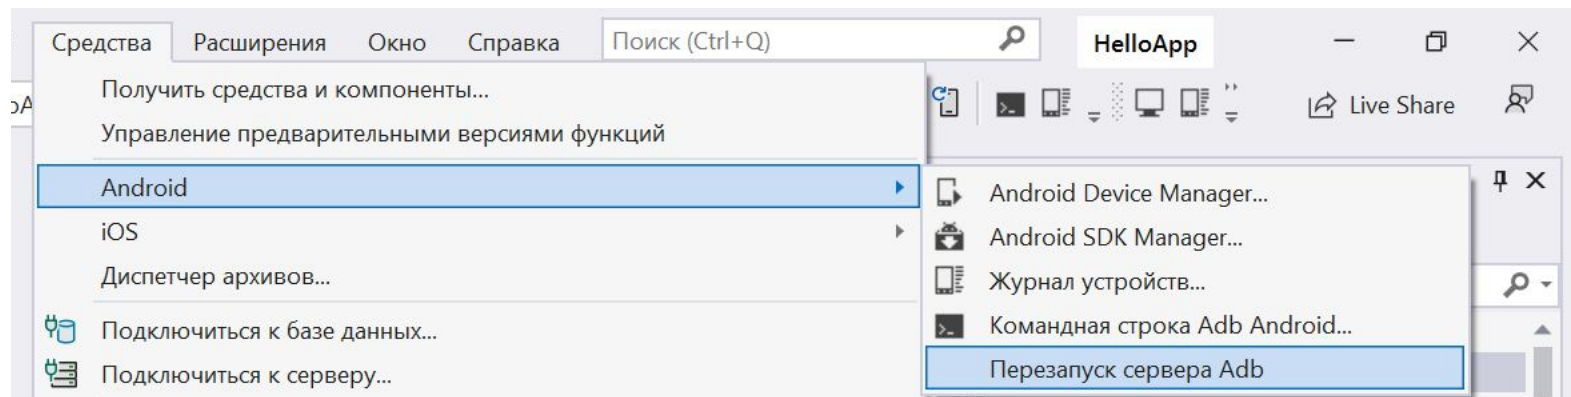 Средства Расширения Окно Справка Поиск (Ctrl+Q) HelloApp
Получить средства и компоненты...
Live Share
Управление предварительными версиями функций
Android
Android Device Manager...
iOS
Android SDK Manager...
Диспетчер архивов...
Журнал устройств...
Подключиться к базе данных...
Командная строка Adb Android...
Подключиться к серверу...
Перезапуск сервера Adb